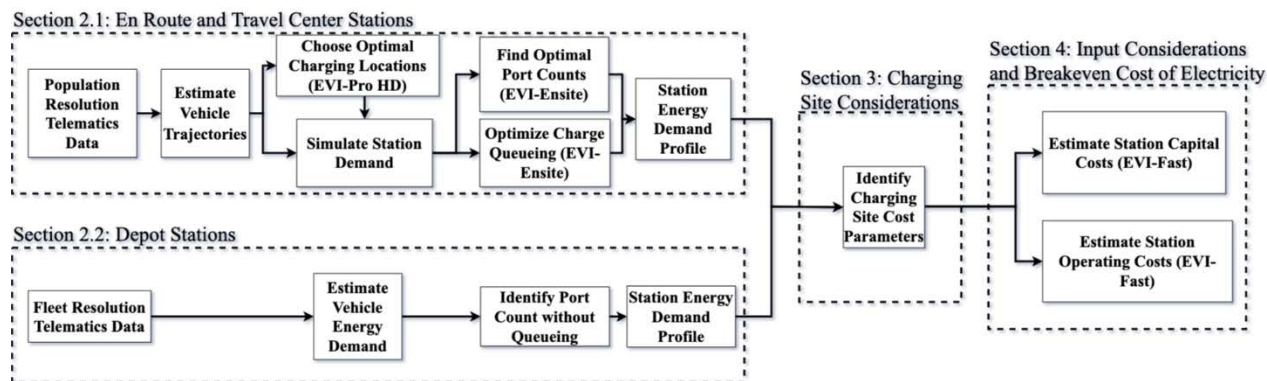 Section 2.1: En Route and Travel Center Stations
Population
Resolution
Telematics
Data
Estimate
Vehicle
Trajectories
Choose Optimal
Charging Locations
(EVI-Pro HD)
Simulate Station
Demand
Find Optimal
Port Counts
(EVI-Ensite)
Optimize Charge
Queueing (EVI-
Ensite)
Station
Energy
Demand
Profile
Section 2.2: Depot Stations
Fleet Resolution
Telematics Data
Estimate
Vehicle
Energy
Demand
Identify Port
Count without
Queueing
Station Energy
Demand
Profile
Section 3: Charging
Site Considerations
Identify
Charging
Site Cost
Parameters
Section 4: Input Considerations
and Breakeven Cost of Electricity
Estimate Station Capital
Costs (EVI-Fast)
Estimate Station
Operating Costs (EVI-
Fast)